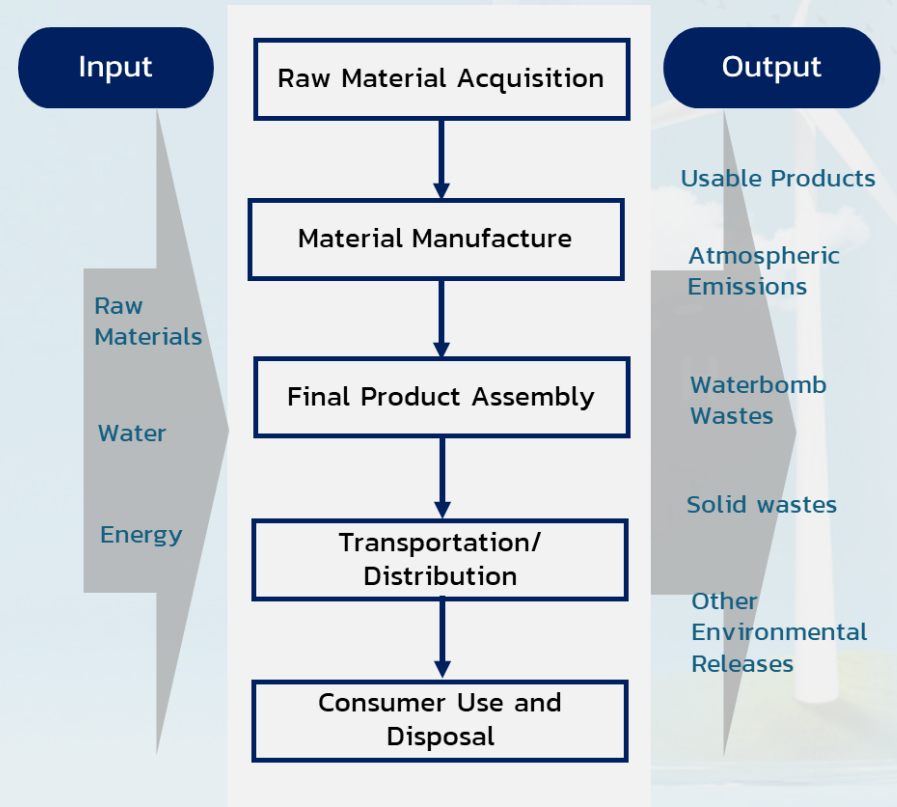 Input
Raw Material Acquisition
Output
Usable Products
Material Manufacture
Atmospheric
Emissions
Raw
Materials
Final Product Assembly
Waterbomb
Wastes
Water
Solid wastes
Energy
Transportation/
Distribution
Other
Environmental
Releases
Consumer Use and
Disposal